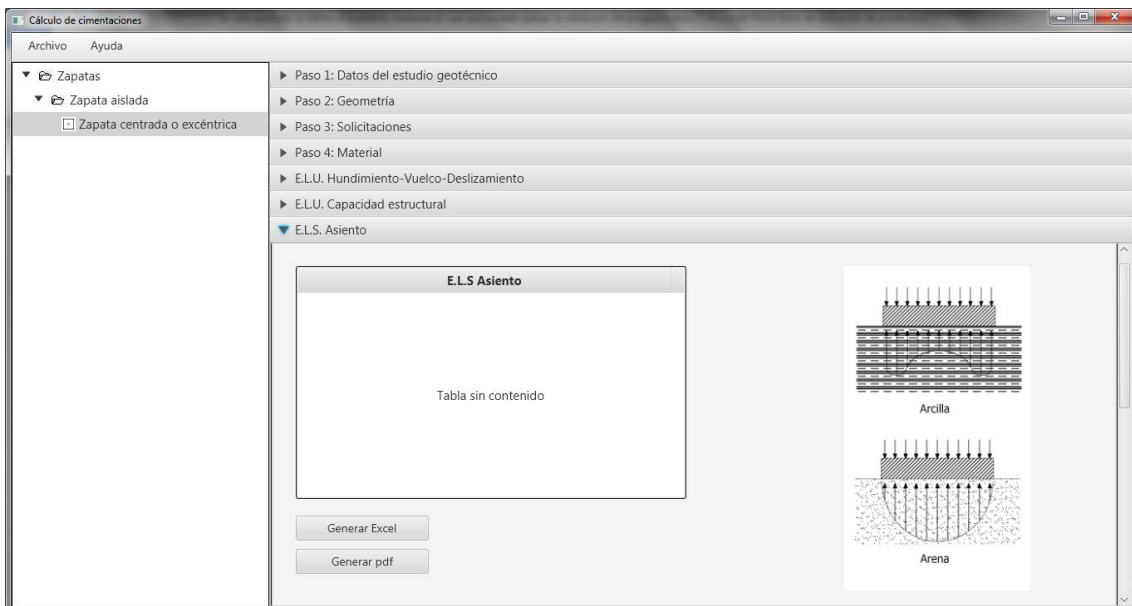 Cálculo de cimentaciones
Archivo Ayuda
Zapatas
Zapata aislada
Zapata centrada o excéntrica
Paso 1: Datos del estudio geotécnico
Paso 2: Geometría
Paso 3: Solicitaciones
Paso 4: Material
E.L.U. Hundimiento-Vuelco-Deslizamiento
E.L.U. Capacidad estructural
E.L.S. Asiento
E.L.S Asiento
Tabla sin contenido
Generar Excel
Generar pdf
Arcilla
Arena